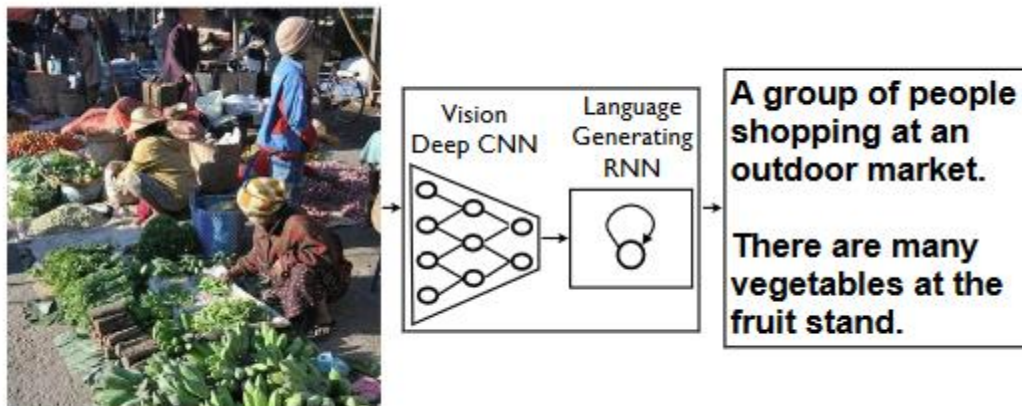 Vision
Deep CNN
Language
Generating
RNN
A group of people
shopping at an
outdoor market.
There are many
vegetables at the
fruit stand.